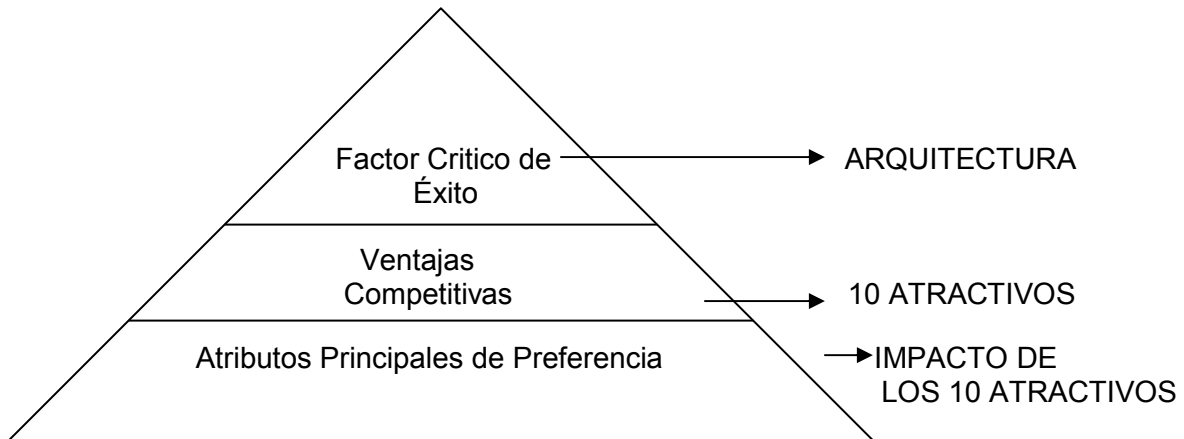 Factor Critico de
Éxito
ARQUITECTURA
Ventajas
Competitivas
10 ATRACTIVOS
Atributos Principales de Preferencia
IMPACTO DE
LOS 10 ATRACTIVOS